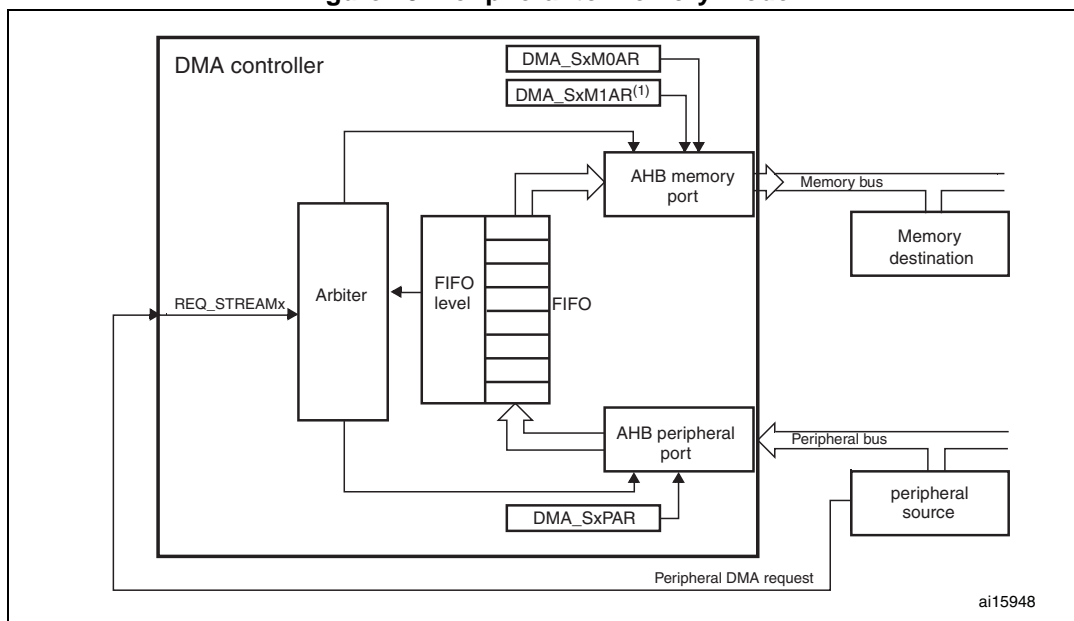 DMA controller
DMA_SxM0AR
DMA_SxM1AR(1)
AHB memory
port
Memory bus
Memory
destination
Arbiter
FIFO
level
FIFO
REQ_STREAMx
AHB peripheral
port
Peripheral bus
peripheral
source
DMA_SxPAR
Peripheral DMA request
ai15948